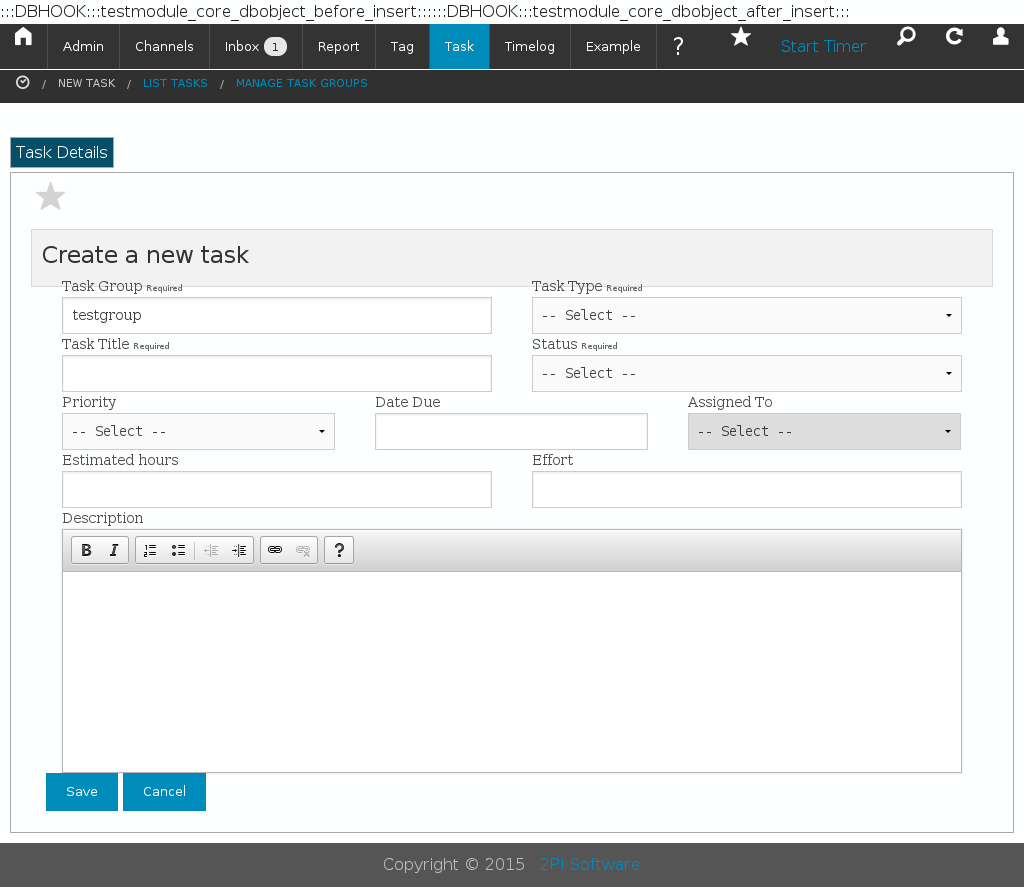 :::DBHOOK:::testmodule_core_dbobject_before_insert::::::DBHOOK:::testmodule_core_dbobject_after_insert:::
Admin Channels Inbox 1 Report Tag Task Timelog Example ? Start Timer
/ NEW TASK / LIST TASKS / MANAGE TASK GROUPS
Task Details
Create a new task
Task Group Required Task Type Required
testgroup -- Select --
Task Title Required Status Required
-- Select --
Priority Date Due Assigned To
-- Select -- -- Select --
Estimated hours Effort
Description
B I ?
Save Cancel
Copyright © 2015 2PI Software